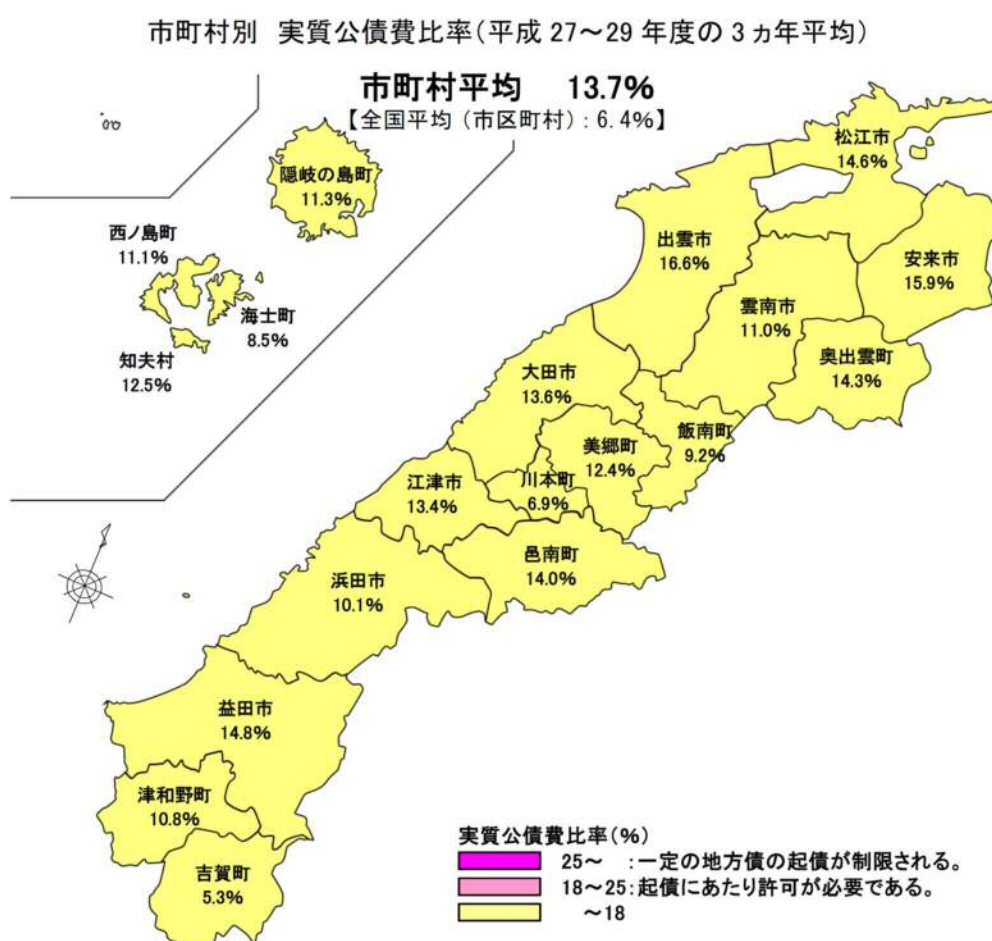 市町村別 実質公債費比率(平成 27～29 年度の 3 ヵ年平均)
市町村平均 13.7%
【全国平均 (市区町村) : 6.4%】
松江市
14.6%
隠岐の島町
11.3%
西ノ島町
11.1%
出雲市
16.6%
安来市
15.9%
雲南市
11.0%
海士町
8.5%
知夫村
12.5%
奥出雲町
14.3%
大田市
13.6%
飯南町
9.2%
美郷町
12.4%
川本町
6.9%
江津市
13.4%
邑南町
14.0%
浜田市
10.1%
益田市
14.8%
津和野町
10.8%
吉賀町
5.3%
実質公債費比率(%)
25～ :一定の地方債の起債が制限される。
18～25:起債にあたり許可が必要である。
～18